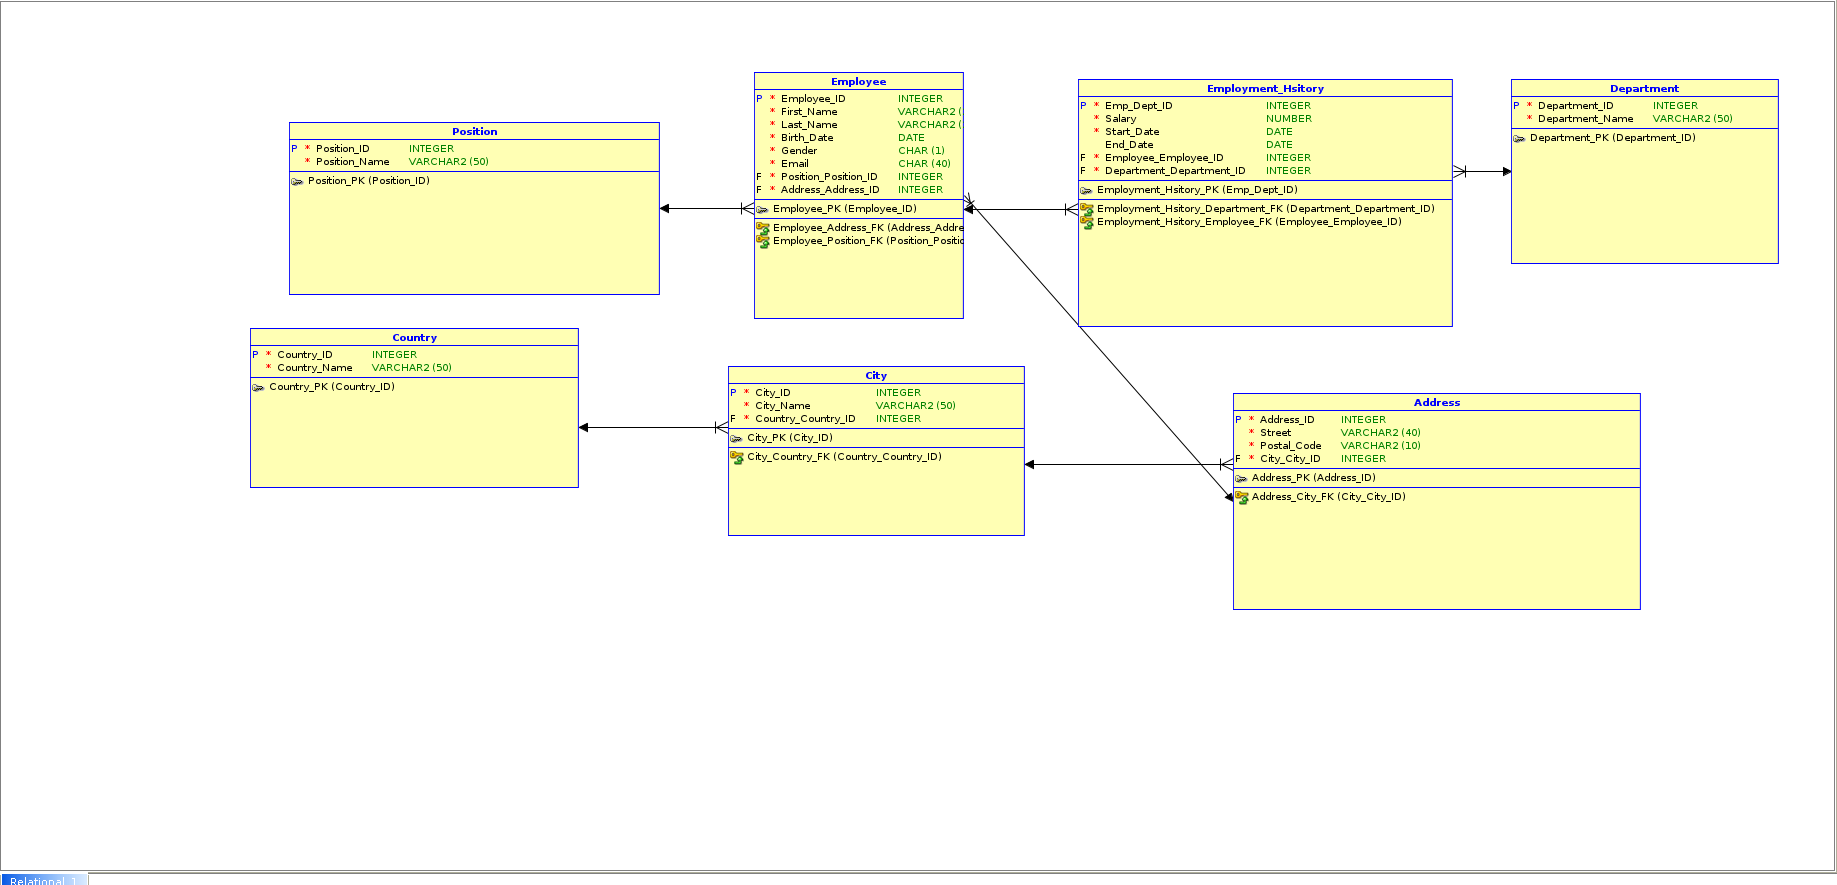 Employee
P * Employee_ID INTEGER
* First_Name VARCHAR2 (
* Last_Name VARCHAR2 (
* Birth_Date DATE
* Gender CHAR (1)
* Email CHAR (40)
F * Position_Position_ID INTEGER
F * Address_Address_ID INTEGER
Employee_PK (Employee_ID)
Employee_Address_FK (Address_Addre
Employee_Position_FK (Position_Positio
Employment_Hsitory
P * Emp_Dept_ID INTEGER
* Salary NUMBER
* Start_Date DATE
End_Date DATE
F * Employee_Employee_ID INTEGER
F * Department_Department_ID INTEGER
Employment_Hsitory_PK (Emp_Dept_ID)
Employment_Hsitory_Department_FK (Department_Department_ID)
Employment_Hsitory_Employee_FK (Employee_Employee_ID)
Department
P * Department_ID INTEGER
* Department_Name VARCHAR2 (50)
Department_PK (Department_ID)
Position
P * Position_ID INTEGER
* Position_Name VARCHAR2 (50)
Position_PK (Position_ID)
Country
P * Country_ID INTEGER
* Country_Name VARCHAR2 (50)
Country_PK (Country_ID)
City
P * City_ID INTEGER
* City_Name VARCHAR2 (50)
F * Country_Country_ID INTEGER
City_PK (City_ID)
City_Country_FK (Country_Country_ID)
Address
P * Address_ID INTEGER
* Street VARCHAR2 (40)
* Postal_Code VARCHAR2 (10)
F * City_City_ID INTEGER
Address_PK (Address_ID)
Address_City_FK (City_City_ID)
Relational_1